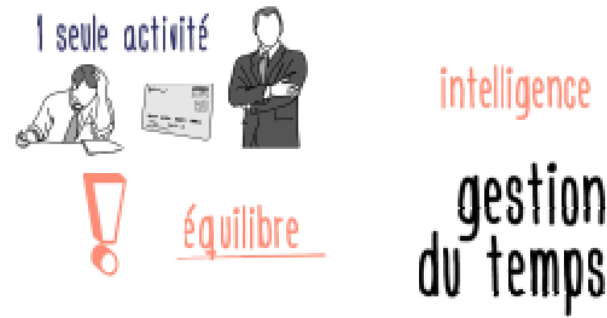 1 seule activité
intelligence
!
équilibre
gestion
du temps